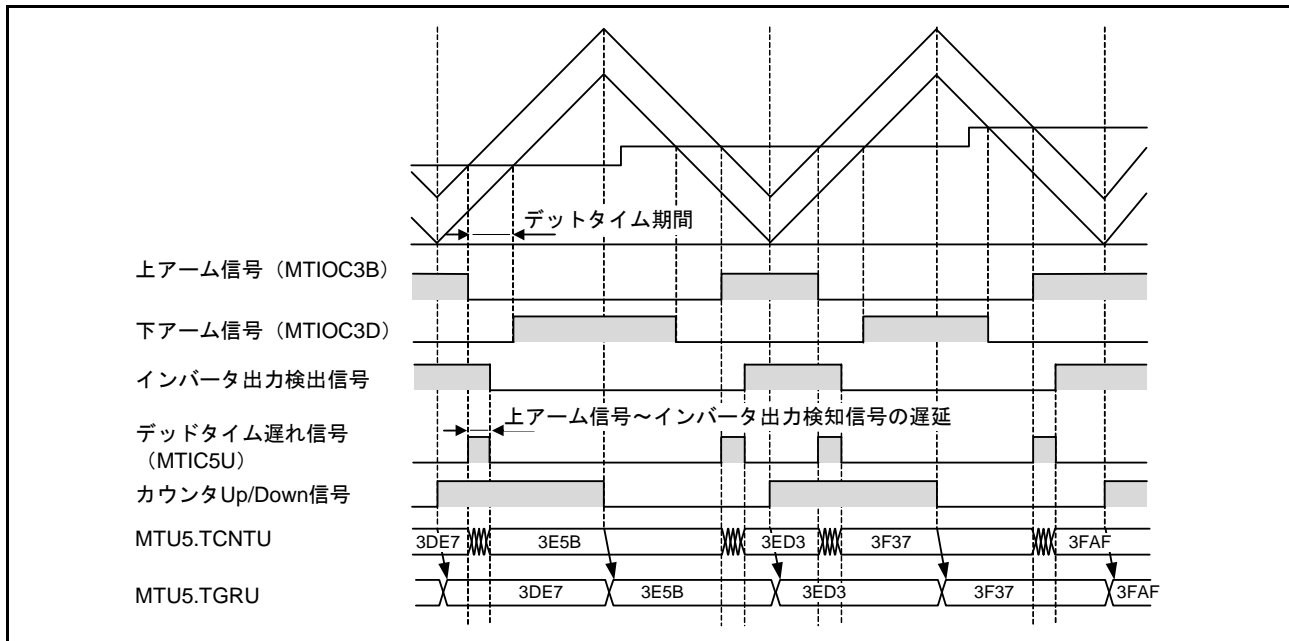 デットタイム期間
上アーム信号（MTIOC3B）
下アーム信号（MTIOC3D）
インバータ出力検出信号
上アーム信号～インバータ出力検知信号の遅延
デッドタイム遅れ信号
（MTIC5U）
カウンタUp/Down信号
MTU5.TCNTU 3DE7 3E5B 3ED3 3F37 3FAF
MTU5.TGRU 3DE7 3E5B 3ED3 3F37 3FAF